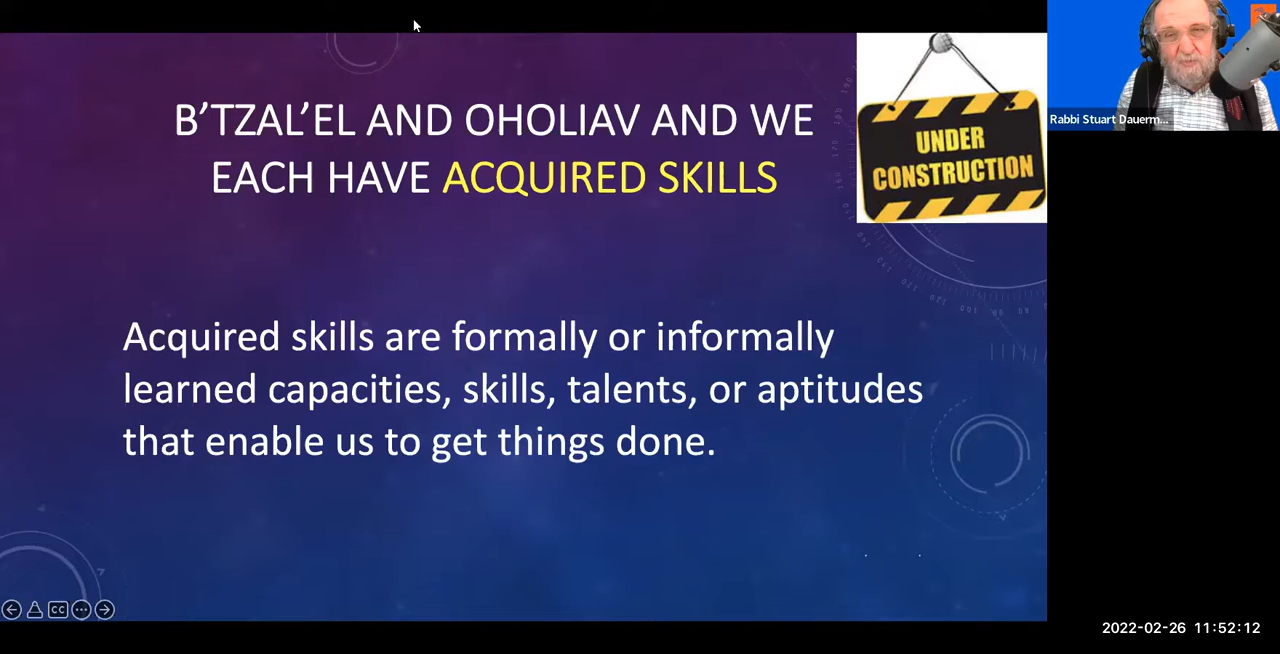 B'TZAL'EL AND OHOLIAV AND WE
EACH HAVE ACQUIRED SKILLS
UNDER
CONSTRUCTION
Rabbi Stuart Dauerm...
Acquired skills are formally or informally
learned capacities, skills, talents, or aptitudes
that enable us to get things done.
CC
2022-02-26 11:52:12